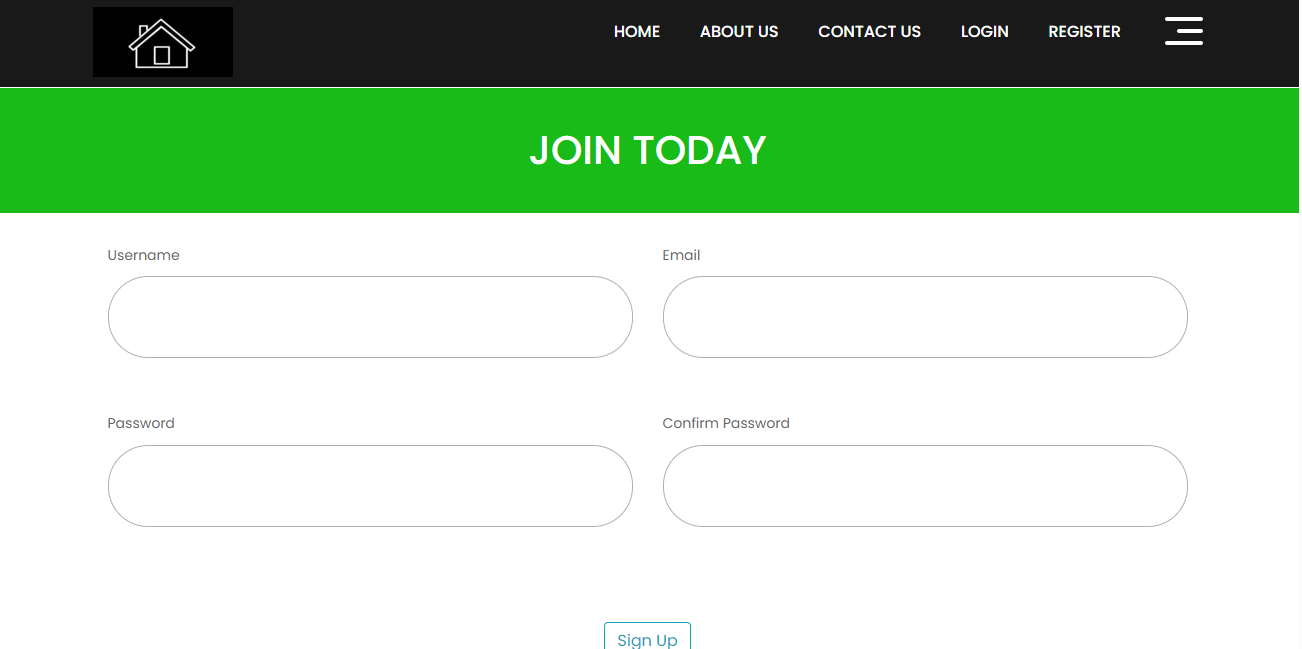 HOME ABOUT US CONTACT US LOGIN REGISTER
JOIN TODAY
Username Email
Password Confirm Password
Sign Up